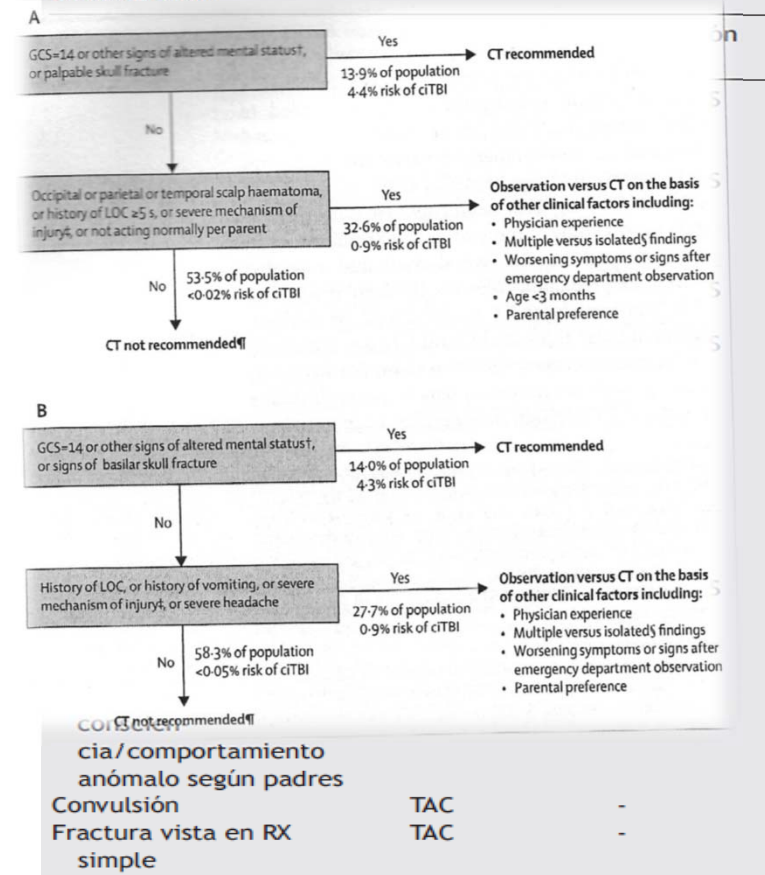 A
GCS=14 or other signs of altered mental status†,
or palpable skull fracture
Yes
13·9% of population
4·4% risk of ciTBI
CT recommended
No
Occipital or parietal or temporal scalp haematoma,
or history of LOC ≥5 s, or severe mechanism of
injury‡, or not acting normally per parent
Yes
32·6% of population
0·9% risk of ciTBI
Observation versus CT on the basis
of other clinical factors including:
• Physician experience
• Multiple versus isolated§ findings
• Worsening symptoms or signs after
emergency department observation
• Age <3 months
• Parental preference
No
53·5% of population
<0·02% risk of ciTBI
CT not recommended¶
B
GCS=14 or other signs of altered mental status†,
or signs of basilar skull fracture
Yes
14·0% of population
4·3% risk of ciTBI
CT recommended
No
History of LOC, or history of vomiting, or severe
mechanism of injury‡, or severe headache
Yes
27·7% of population
0·9% risk of ciTBI
Observation versus CT on the basis
of other clinical factors including:
• Physician experience
• Multiple versus isolated§ findings
• Worsening symptoms or signs after
emergency department observation
• Parental preference
No
58·3% of population
<0·05% risk of ciTBI
CT not recommended¶
cia/comportamiento
anómalo según padres
Convulsión TAC -
Fractura vista en RX TAC -
simple